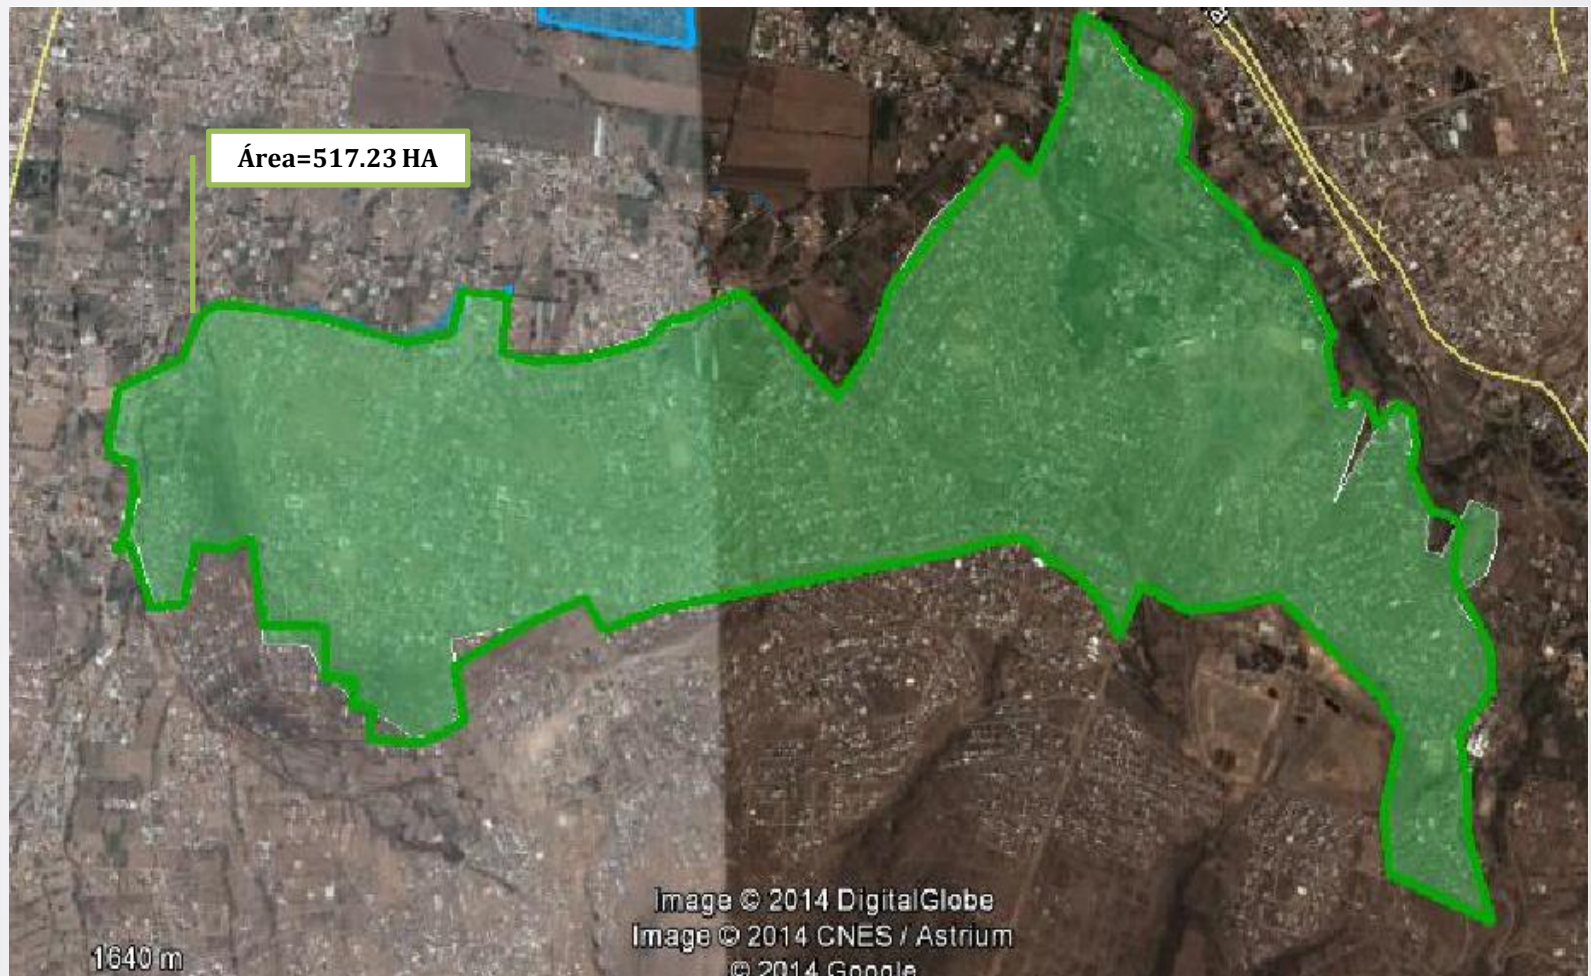 Área=517.23 HA
Image © 2014 DigitalGlobe
Image © 2014 CNES / Astrium
1640 m
© 2014 Google